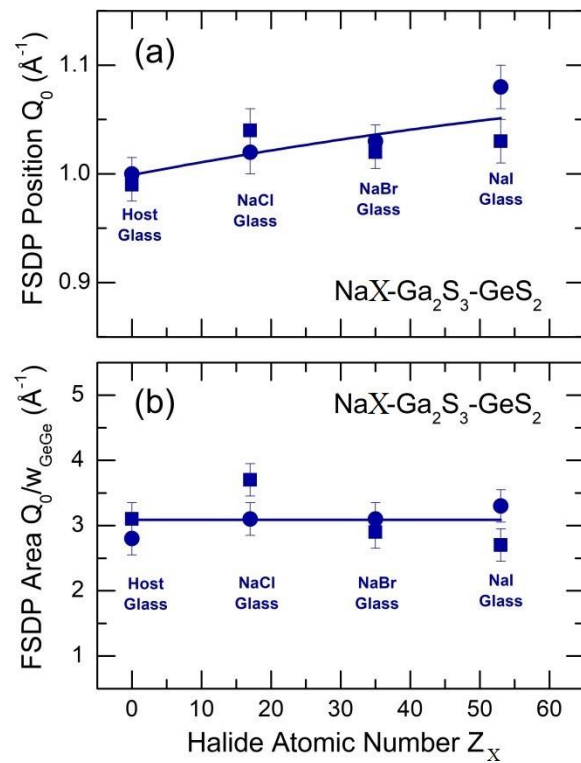 (a)
FSDP Position Q₀ (Å⁻¹)
1.1
1.0
0.9
Host
Glass
NaCl
Glass
NaBr
Glass
NaI
Glass
NaX-Ga₂S₃-GeS₂
(b)
NaX-Ga₂S₃-GeS₂
FSDP Area Q₀/w_GeGe (Å⁻¹)
5
4
3
2
1
Host
Glass
NaCl
Glass
NaBr
Glass
NaI
Glass
0 10 20 30 40 50 60
Halide Atomic Number Z_X